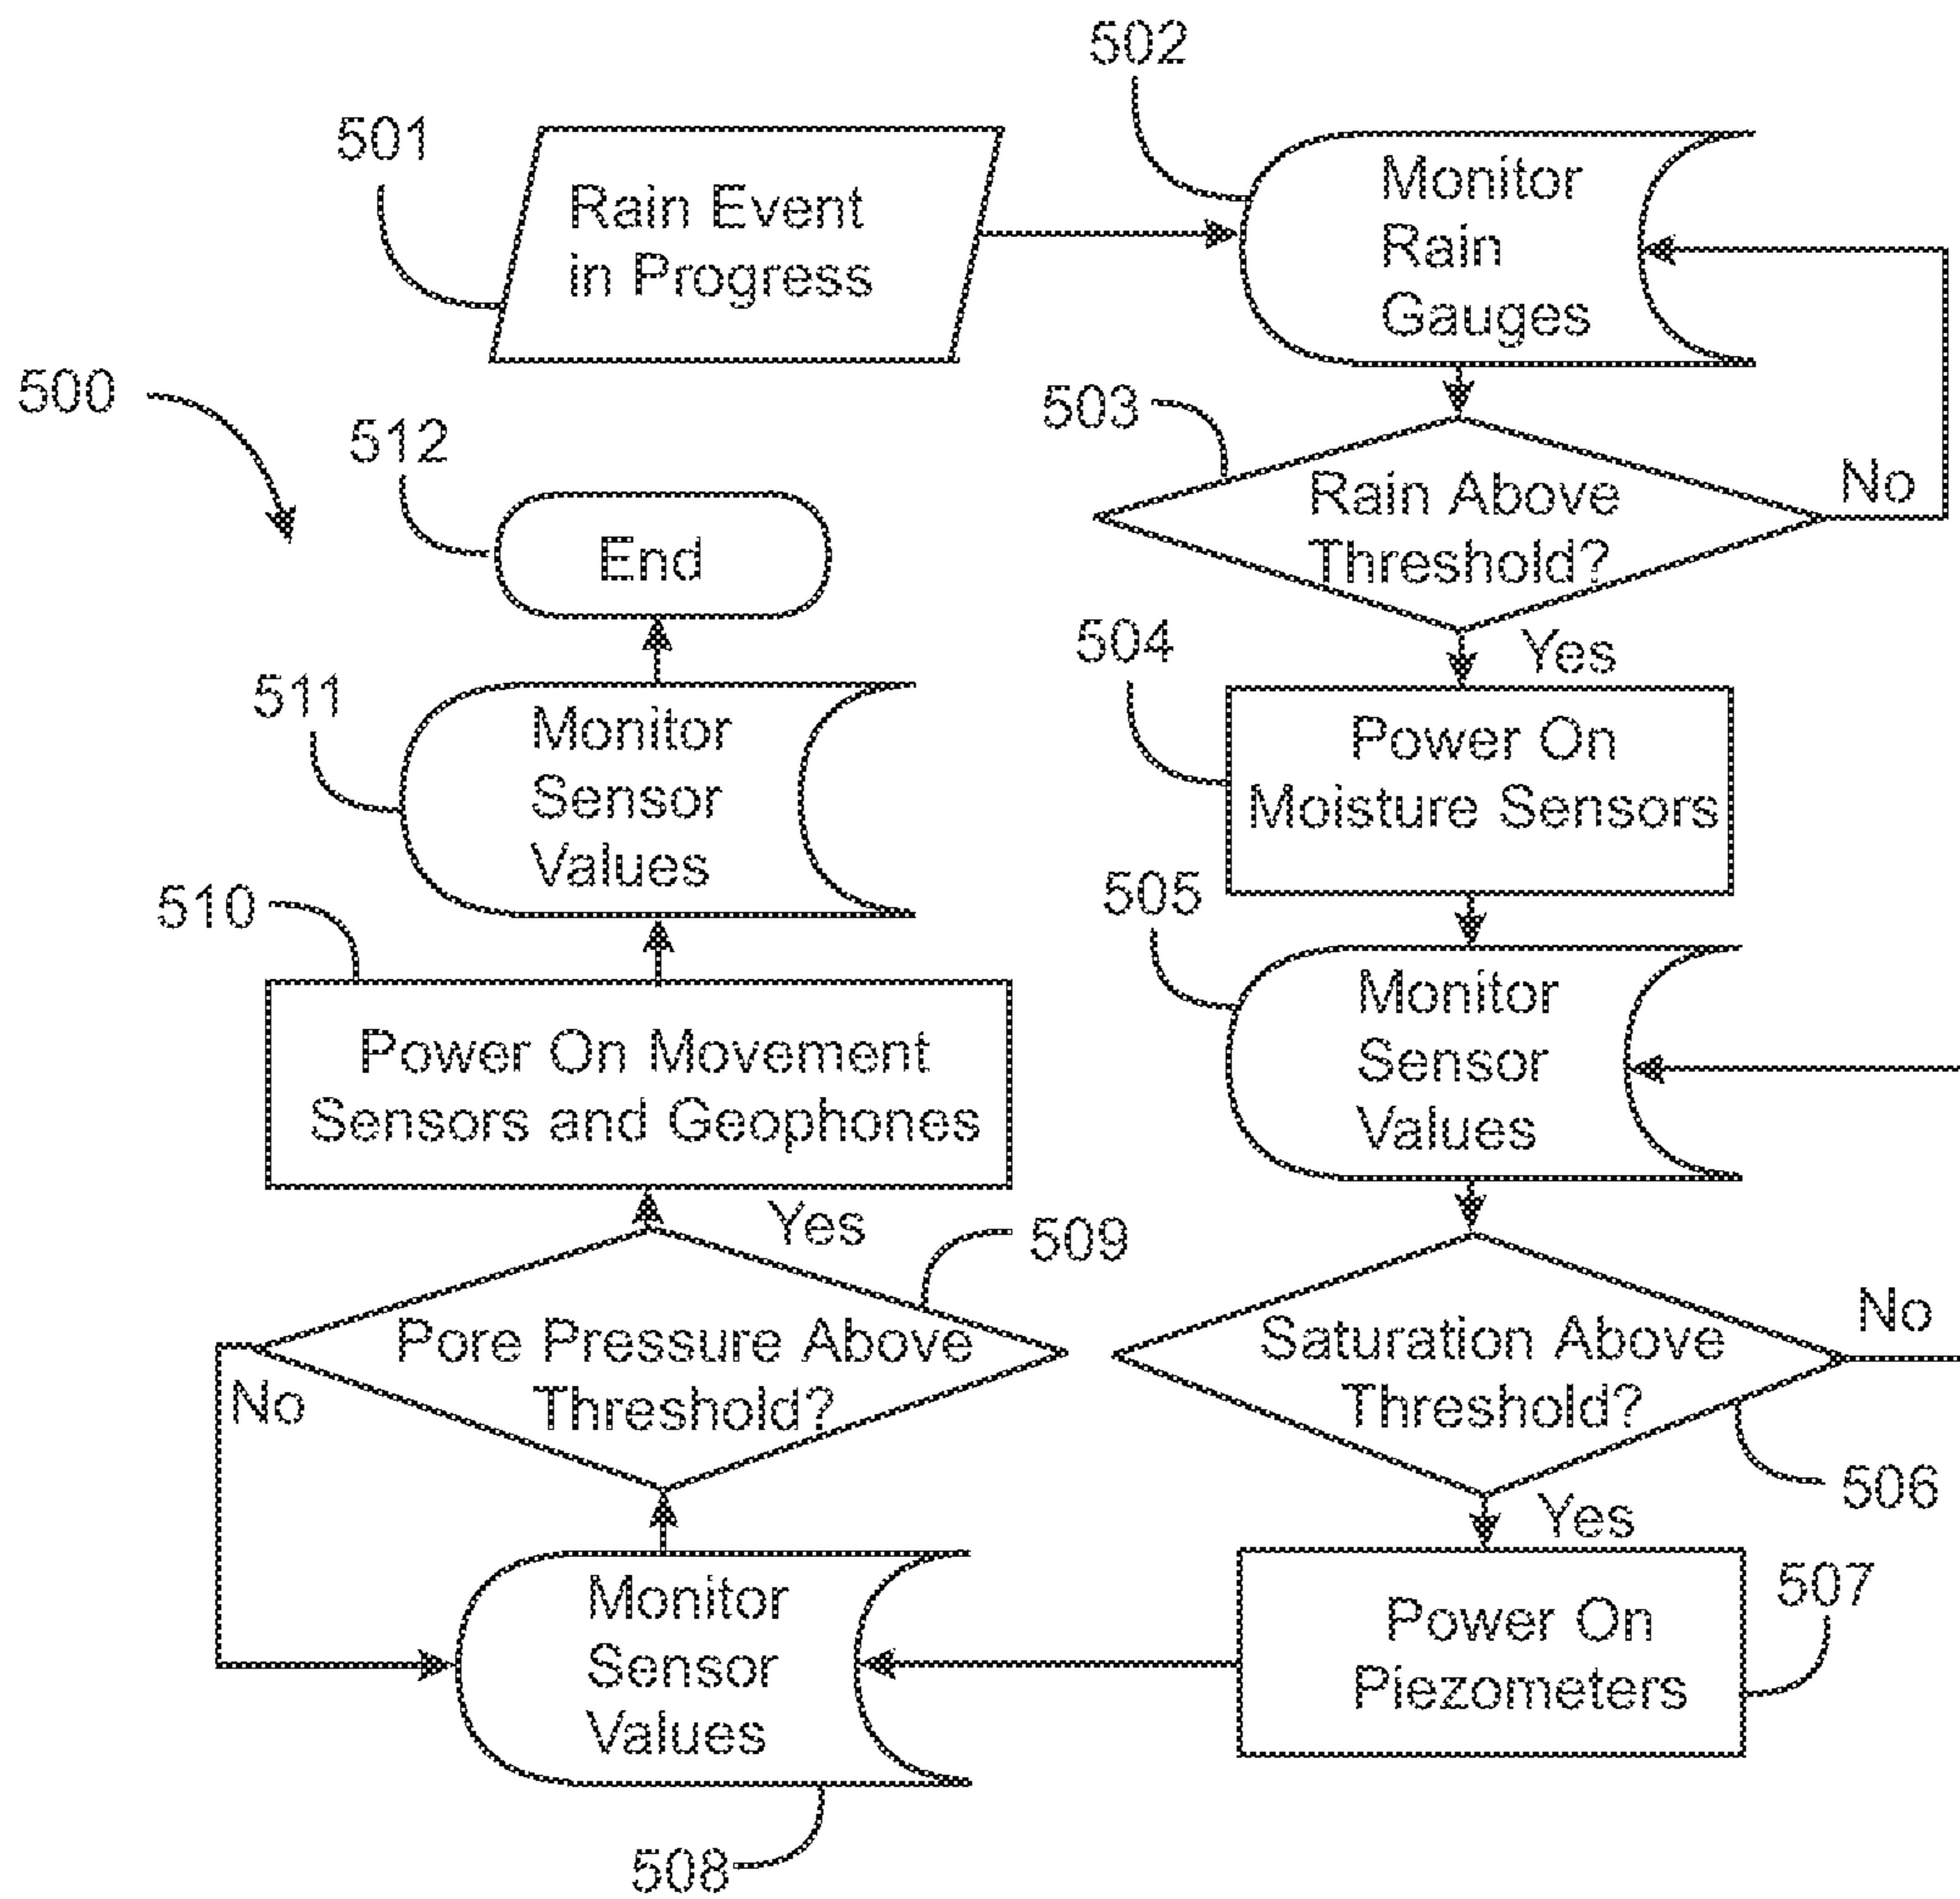 502
501
Rain Event
in Progress
Monitor
Rain
Gauges
500
503
512
Rain Above
Threshold?
No
End
504
Yes
511
Monitor
Sensor
Values
Power On
Moisture Sensors
510
505
Power On Movement
Sensors and Geophones
Monitor
Sensor
Values
Yes
509
Pore Pressure Above
Threshold?
No
Saturation Above
Threshold?
No
506
Yes
507
Monitor
Sensor
Values
Power On
Piezometers
508